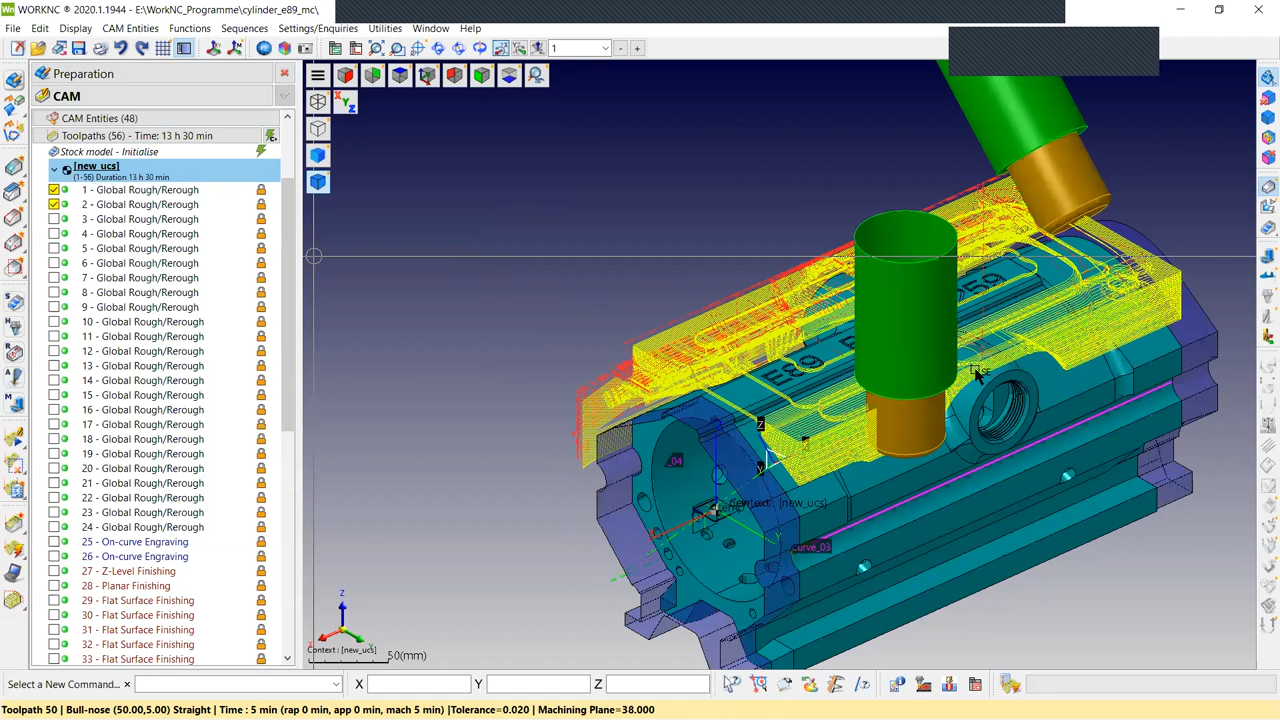 WORKNC ® 2020.1.1944 - E:\WorkNC_Programme\cylinder_e89_mc\
File Edit Display CAM Entities Functions Sequences Settings/Enquiries Utilities Window Help
1
Preparation
CAM
CAM Entities (48)
Toolpaths (56) - Time: 13 h 30 min
Stock model - Initialise
[new_ucs]
(1-56) Duration 13 h 30 min
1 - Global Rough/Rerough
2 - Global Rough/Rerough
3 - Global Rough/Rerough
4 - Global Rough/Rerough
5 - Global Rough/Rerough
6 - Global Rough/Rerough
7 - Global Rough/Rerough
8 - Global Rough/Rerough
9 - Global Rough/Rerough
10 - Global Rough/Rerough
11 - Global Rough/Rerough
12 - Global Rough/Rerough
13 - Global Rough/Rerough
14 - Global Rough/Rerough
15 - Global Rough/Rerough
16 - Global Rough/Rerough
17 - Global Rough/Rerough
18 - Global Rough/Rerough
19 - Global Rough/Rerough
20 - Global Rough/Rerough
21 - Global Rough/Rerough
22 - Global Rough/Rerough
23 - Global Rough/Rerough
24 - Global Rough/Rerough
25 - On-curve Engraving
26 - On-curve Engraving
27 - Z-Level Finishing
28 - Planar Finishing
29 - Flat Surface Finishing
30 - Flat Surface Finishing
31 - Flat Surface Finishing
32 - Flat Surface Finishing
33 - Flat Surface Finishing
X Y Z
E89
59
Z
Y
_04
[new_ucs]
Y
Curve_03
Z
X
Y
Context : [new_ucs]
50(mm)
Select a New Command...
X Y Z
Toolpath 50 | Bull-nose (50.00,5.00) Straight | Time : 5 min (rap 0 min, app 0 min, mach 5 min) |Tolerance=0.020 | Machining Plane=38.000